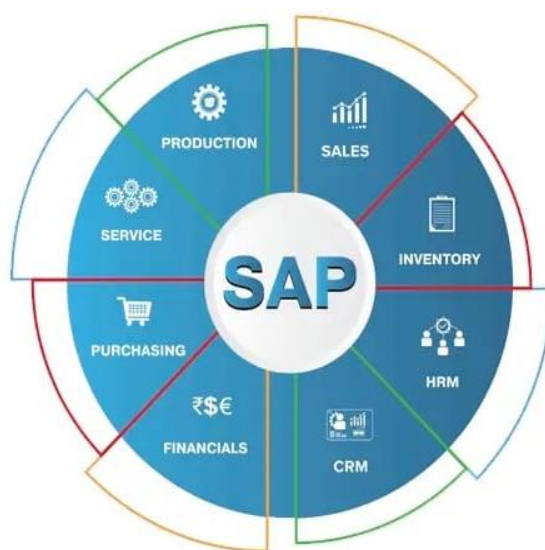 PRODUCTION
SALES
SERVICE
INVENTORY
SAP
PURCHASING
HRM
₹$€
FINANCIALS
CRM